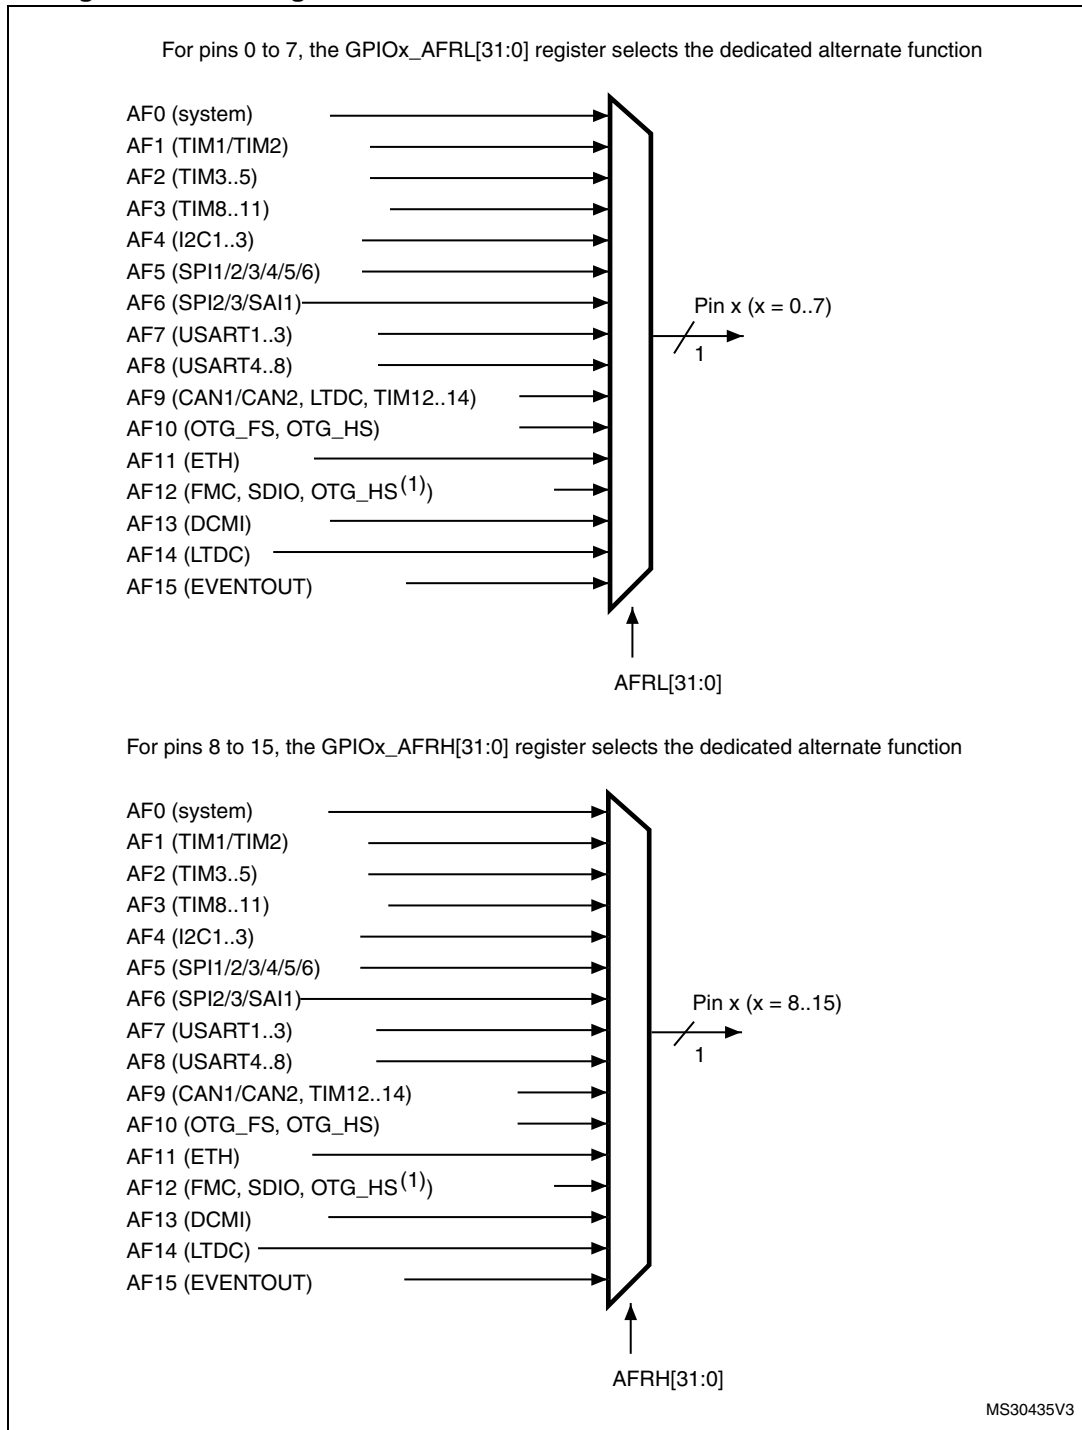 For pins 0 to 7, the GPIOx_AFRL[31:0] register selects the dedicated alternate function
AF0 (system)
AF1 (TIM1/TIM2)
AF2 (TIM3..5)
AF3 (TIM8..11)
AF4 (I2C1..3)
AF5 (SPI1/2/3/4/5/6)
AF6 (SPI2/3/SAI1)
AF7 (USART1..3)
AF8 (USART4..8)
AF9 (CAN1/CAN2, LTDC, TIM12..14)
AF10 (OTG_FS, OTG_HS)
AF11 (ETH)
AF12 (FMC, SDIO, OTG_HS(1))
AF13 (DCMI)
AF14 (LTDC)
AF15 (EVENTOUT)
Pin x (x = 0..7)
1
AFRL[31:0]
For pins 8 to 15, the GPIOx_AFRH[31:0] register selects the dedicated alternate function
AF0 (system)
AF1 (TIM1/TIM2)
AF2 (TIM3..5)
AF3 (TIM8..11)
AF4 (I2C1..3)
AF5 (SPI1/2/3/4/5/6)
AF6 (SPI2/3/SAI1)
AF7 (USART1..3)
AF8 (USART4..8)
AF9 (CAN1/CAN2, TIM12..14)
AF10 (OTG_FS, OTG_HS)
AF11 (ETH)
AF12 (FMC, SDIO, OTG_HS(1))
AF13 (DCMI)
AF14 (LTDC)
AF15 (EVENTOUT)
Pin x (x = 8..15)
1
AFRH[31:0]
MS30435V3